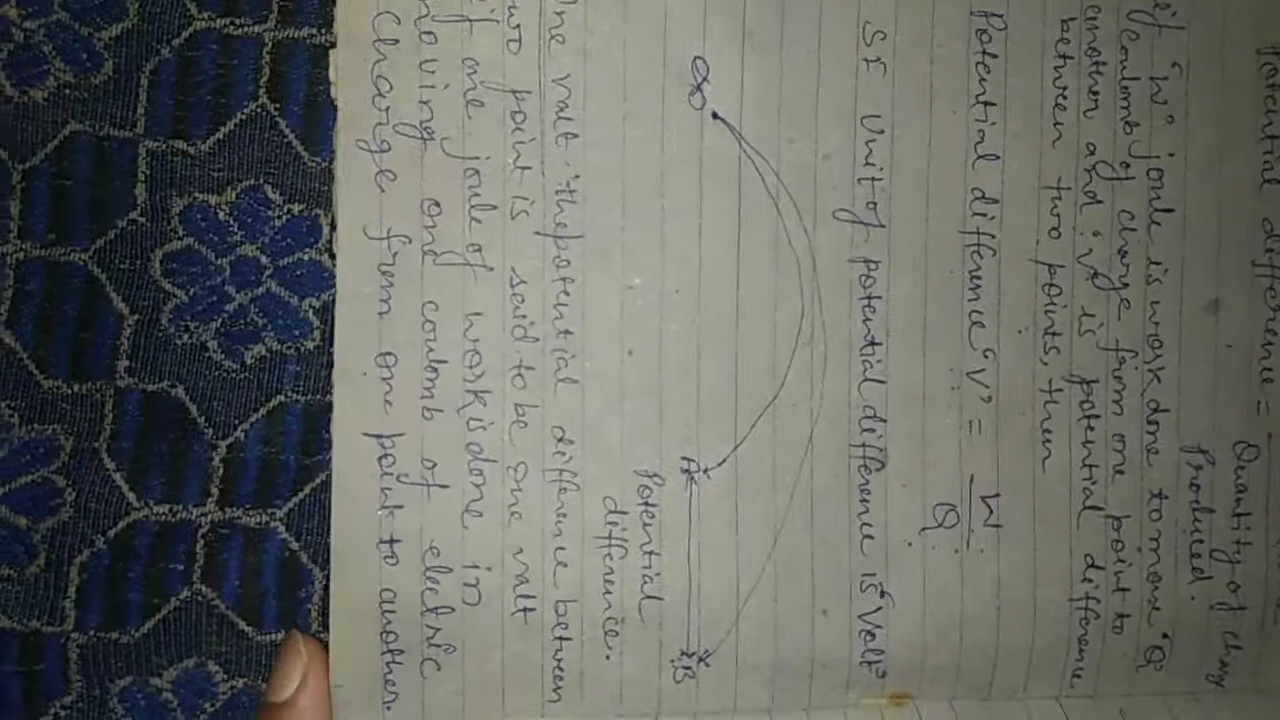 Potential difference =
Quantity of charg
Produced.
if 'W' joule is work done to move 'Q'
coulomb of charge from one point to
another and 'V' is potential difference
between two points, then
Potential difference 'V' = W
Q
SI Unit of potential difference is 'Volt'
∞
A
B
Potential
difference.
One valt : the potential difference between
two point is said to be one valt
if one joule of work is done in
moving one coulomb of electric
charge from one point to another.